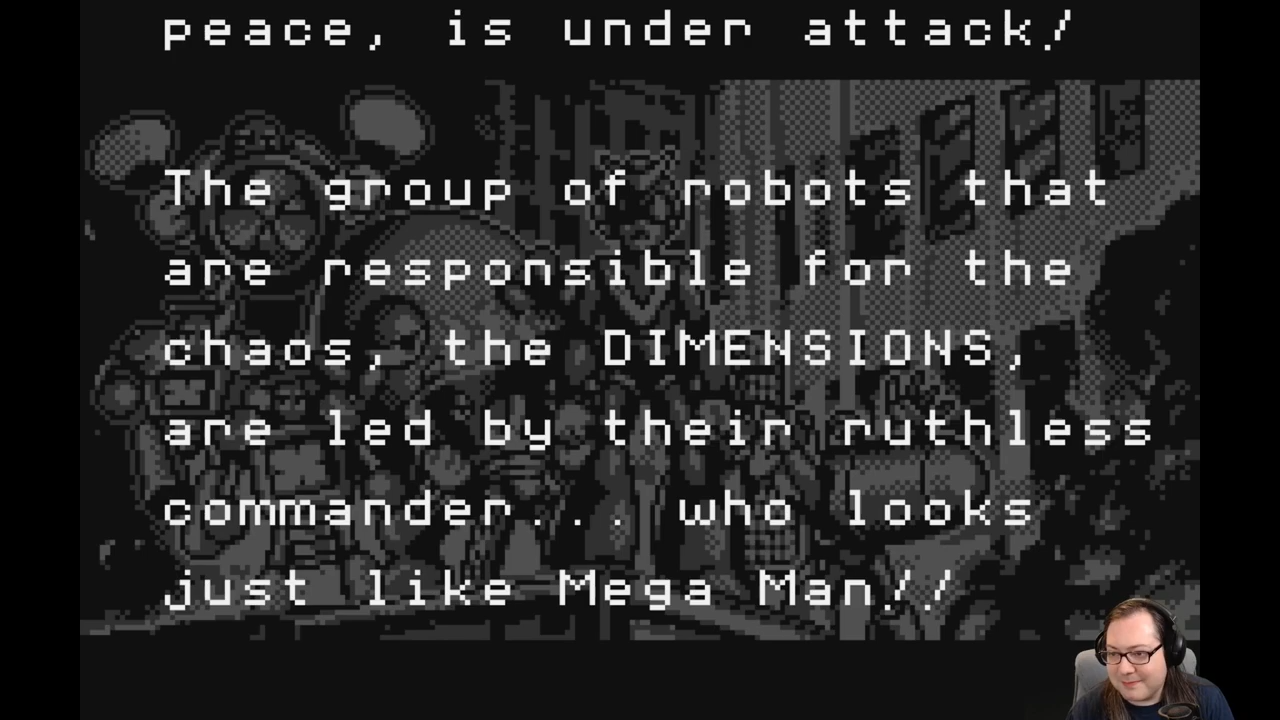 peace, is under attack!
The group of robots that
are responsible for the
chaos, the DIMENSIONS,
are led by their ruthless
commander... who looks
just like Mega Man!!